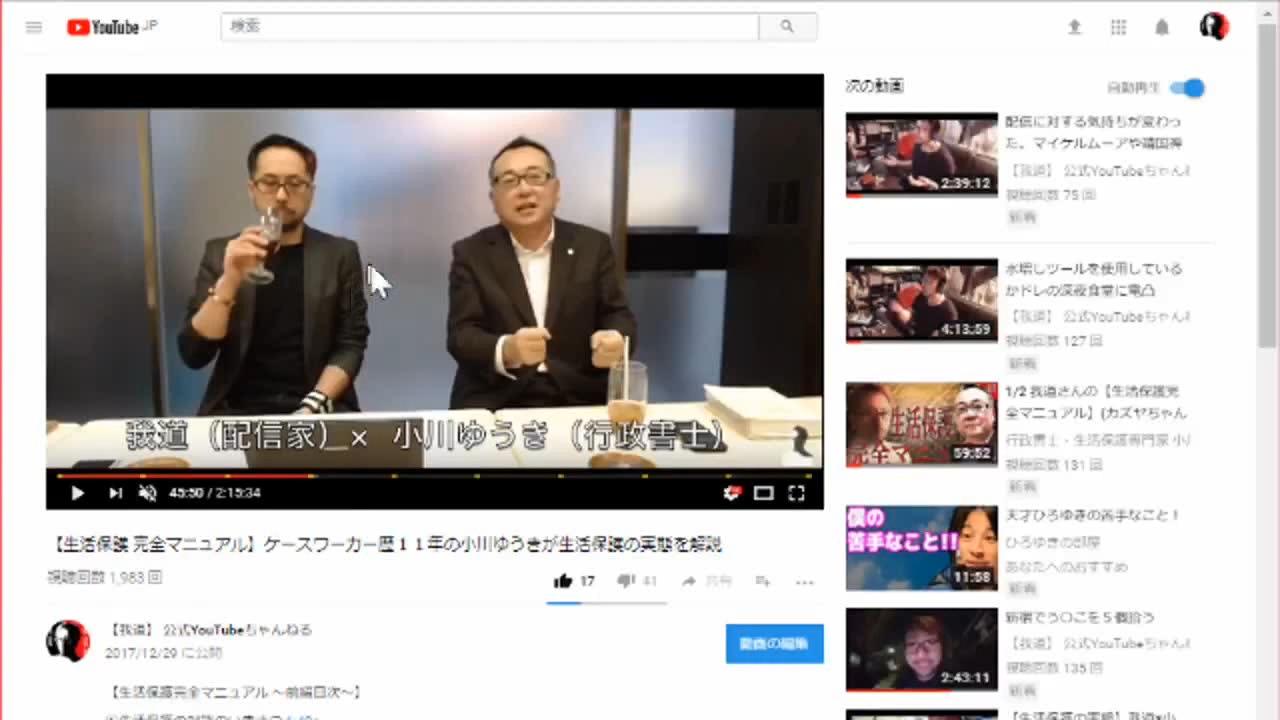 YouTube JP
検索
我道（配信家）× 小川ゆうき（行政書士）
45:50 / 2:15:34
【生活保護 完全マニュアル】ケースワーカー歴１１年の小川ゆうきが生活保護の実態を解説
視聴回数 1,983 回
17
41
共有
【我道】 公式YouTubeちゃんねる
2017/12/29 に公開
動画の編集
【生活保護完全マニュアル ～前編目次～】
次の動画
自動再生
配信に対する気持ちが変わっ
た。マイケルムーアや靖国神
【我道】 公式YouTubeちゃん
視聴回数 75 回
新着
2:39:12
水増しツールを使用している
かドレの深夜食堂に電凸
【我道】 公式YouTubeちゃん
視聴回数 127 回
新着
4:13:59
1/2 我道さんの【生活保護完
全マニュアル】(カズヤちゃん
行政書士・生活保護専門家 小
視聴回数 131 回
新着
生活保護
完全マニ
59:52
天才ひろゆきの苦手なこと！
ひろゆきの部屋
あなたへのおすすめ
新着
僕の
苦手なこと!!
11:58
新宿でう〇こを５個拾う
【我道】 公式YouTubeちゃん
視聴回数 135 回
新着
2:43:11